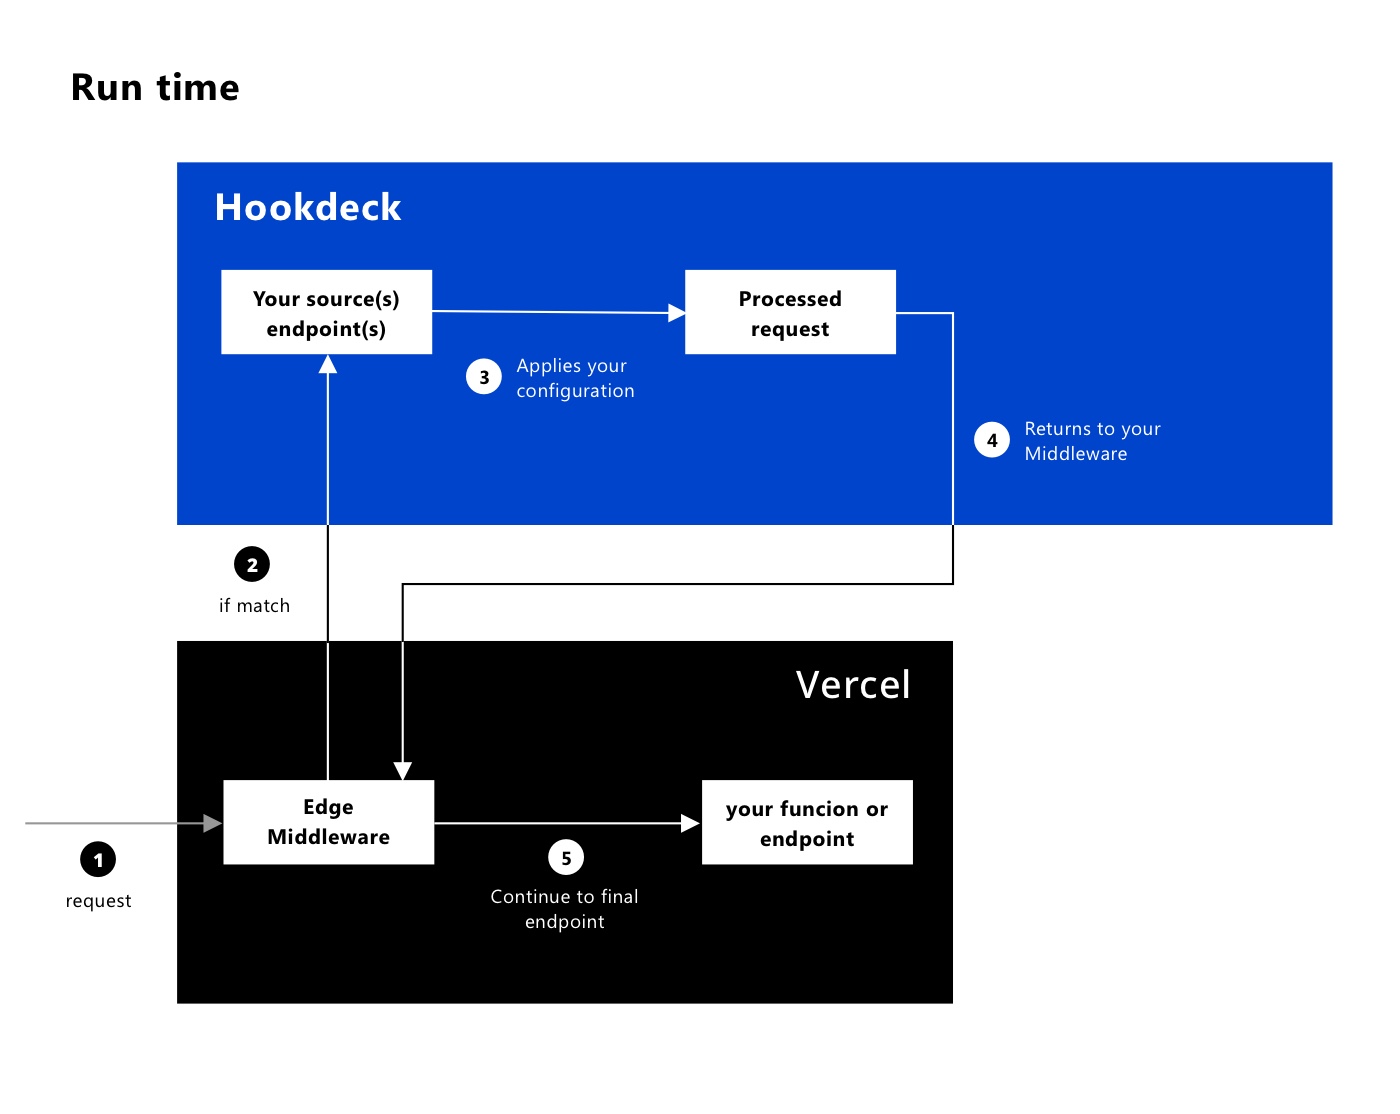 Run time
Hookdeck
Your source(s)
endpoint(s)
Processed
request
3
Applies your
configuration
4
Returns to your
Middleware
2
if match
Vercel
Edge
Middleware
your funcion or
endpoint
1
request
5
Continue to final
endpoint